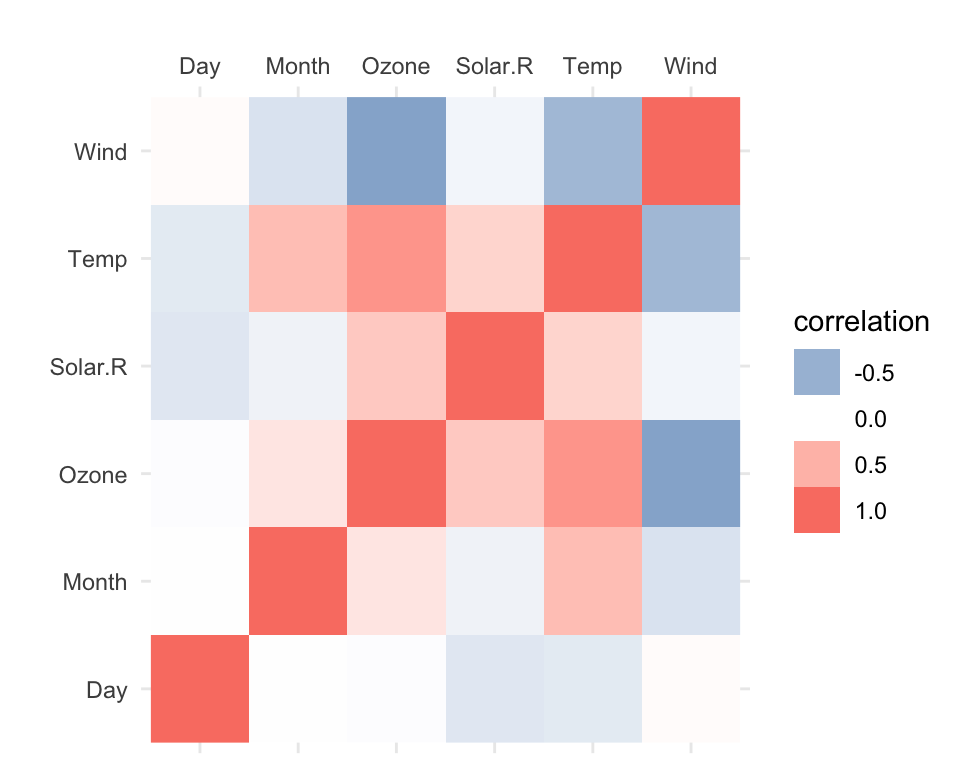 Day Month Ozone Solar.R Temp Wind
Wind
Temp
Solar.R
Ozone
Month
Day
correlation
-0.5
0.0
0.5
1.0